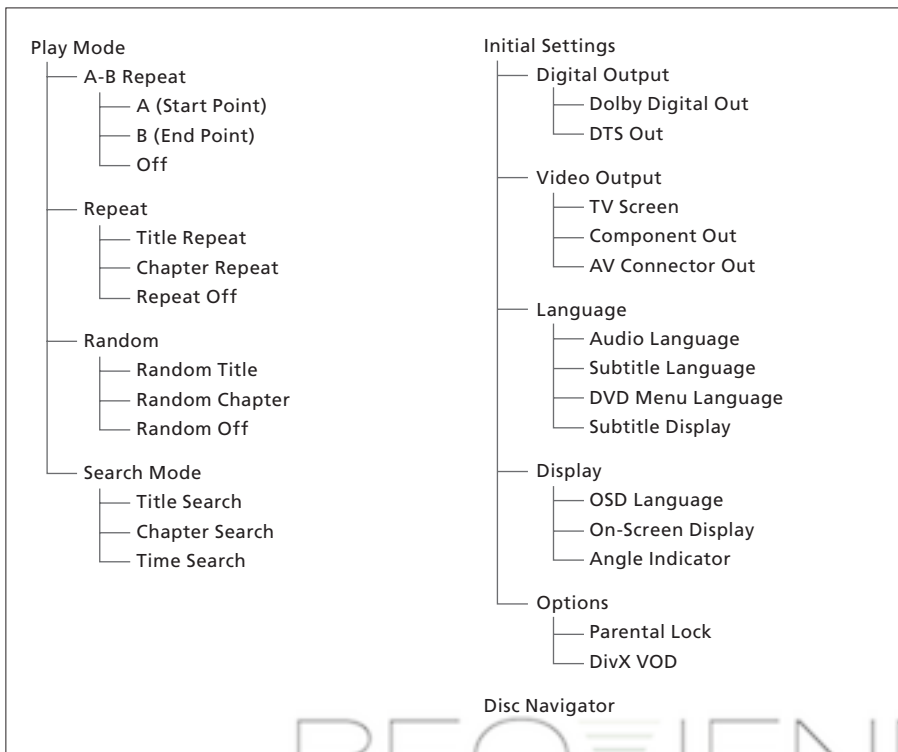 Play Mode
A-B Repeat
A (Start Point)
B (End Point)
Off
Repeat
Title Repeat
Chapter Repeat
Repeat Off
Random
Random Title
Random Chapter
Random Off
Search Mode
Title Search
Chapter Search
Time Search
Initial Settings
Digital Output
Dolby Digital Out
DTS Out
Video Output
TV Screen
Component Out
AV Connector Out
Language
Audio Language
Subtitle Language
DVD Menu Language
Subtitle Display
Display
OSD Language
On-Screen Display
Angle Indicator
Options
Parental Lock
DivX VOD
Disc Navigator